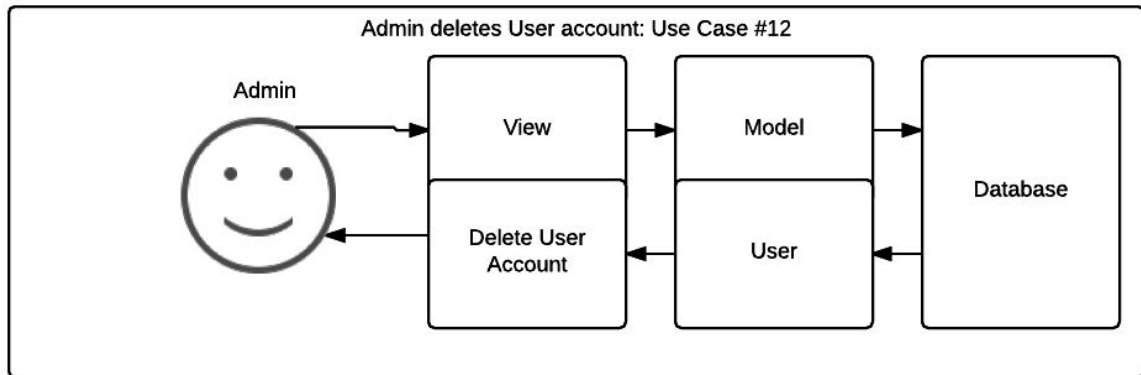 Admin deletes User account: Use Case #12
Admin
View
Model
Database
Delete User
Account
User